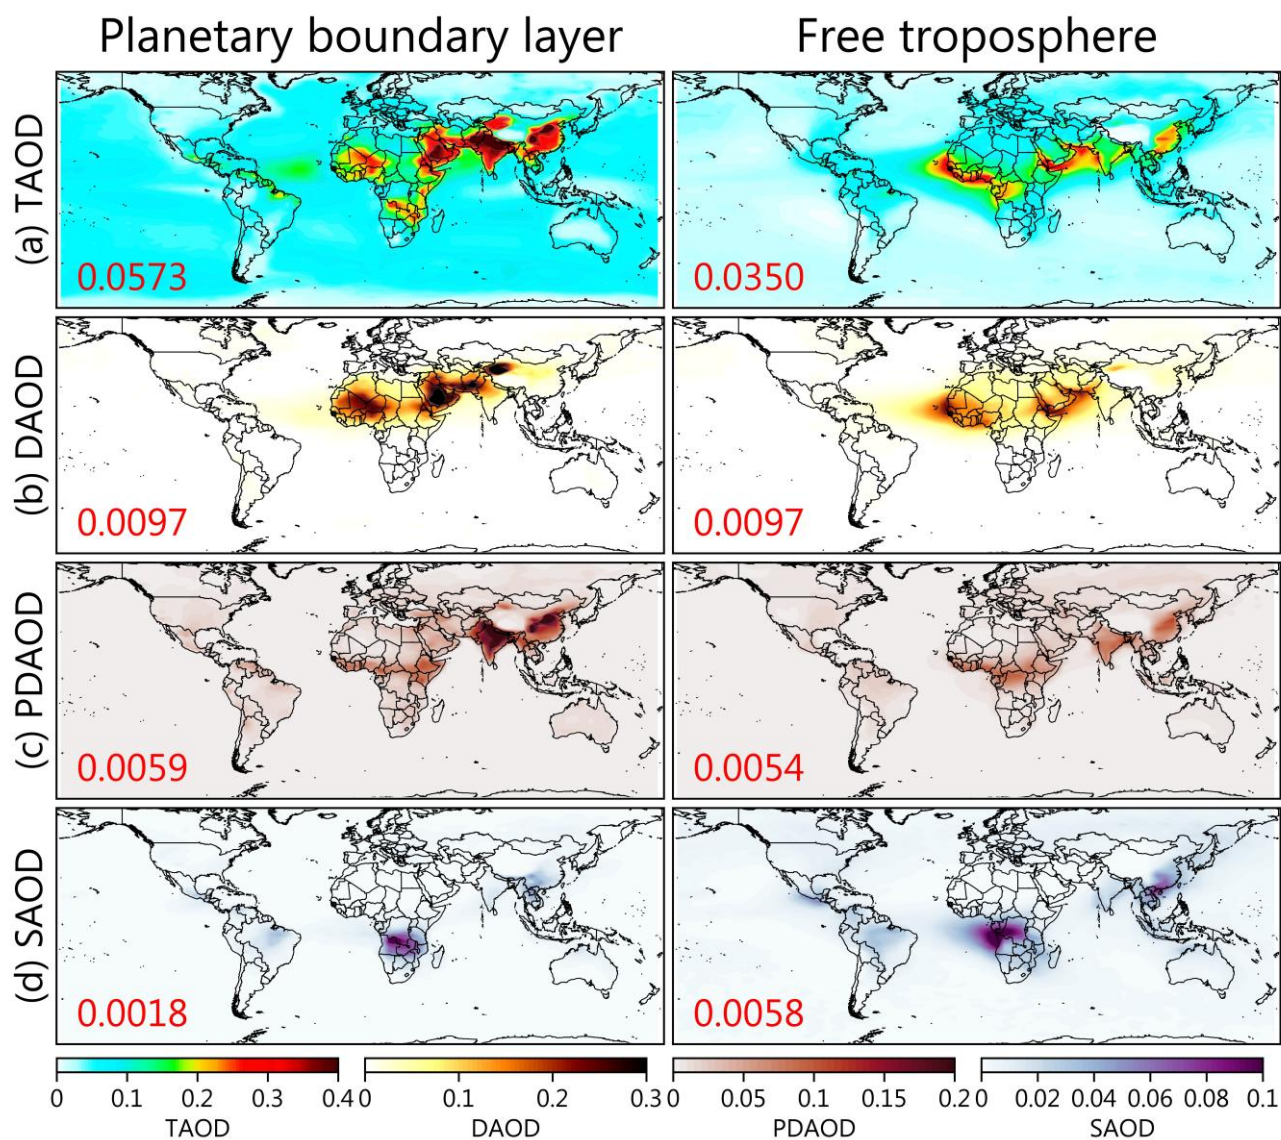 Planetary boundary layer
Free troposphere
(a) TAOD
0.0573
0.0350
(b) DAOD
0.0097
0.0097
(c) PDAOD
0.0059
0.0054
(d) SAOD
0.0018
0.0058
0 0.1 0.2 0.3 0.4
TAOD
0 0.1 0.2 0.3
DAOD
0 0.05 0.1 0.15 0.2
PDAOD
0 0.02 0.04 0.06 0.08 0.1
SAOD